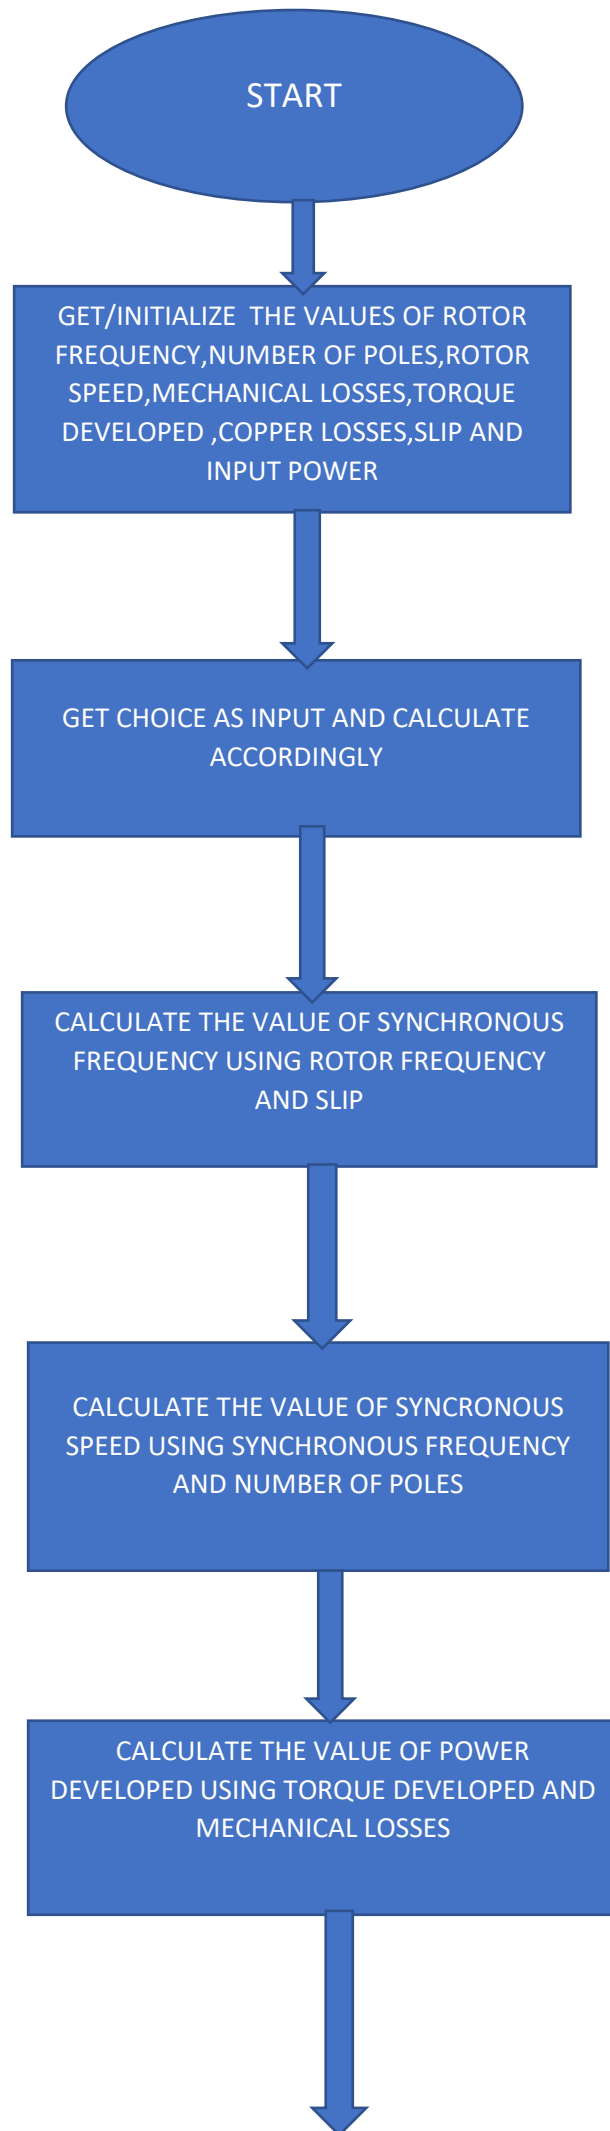 START
GET/INITIALIZE  THE VALUES OF ROTOR
FREQUENCY,NUMBER OF POLES,ROTOR
SPEED,MECHANICAL LOSSES,TORQUE
DEVELOPED ,COPPER LOSSES,SLIP AND
INPUT POWER
GET CHOICE AS INPUT AND CALCULATE
ACCORDINGLY
CALCULATE THE VALUE OF SYNCHRONOUS
FREQUENCY USING ROTOR FREQUENCY
AND SLIP
CALCULATE THE VALUE OF SYNCRONOUS
SPEED USING SYNCHRONOUS FREQUENCY
AND NUMBER OF POLES
CALCULATE THE VALUE OF POWER
DEVELOPED USING TORQUE DEVELOPED AND
MECHANICAL LOSSES